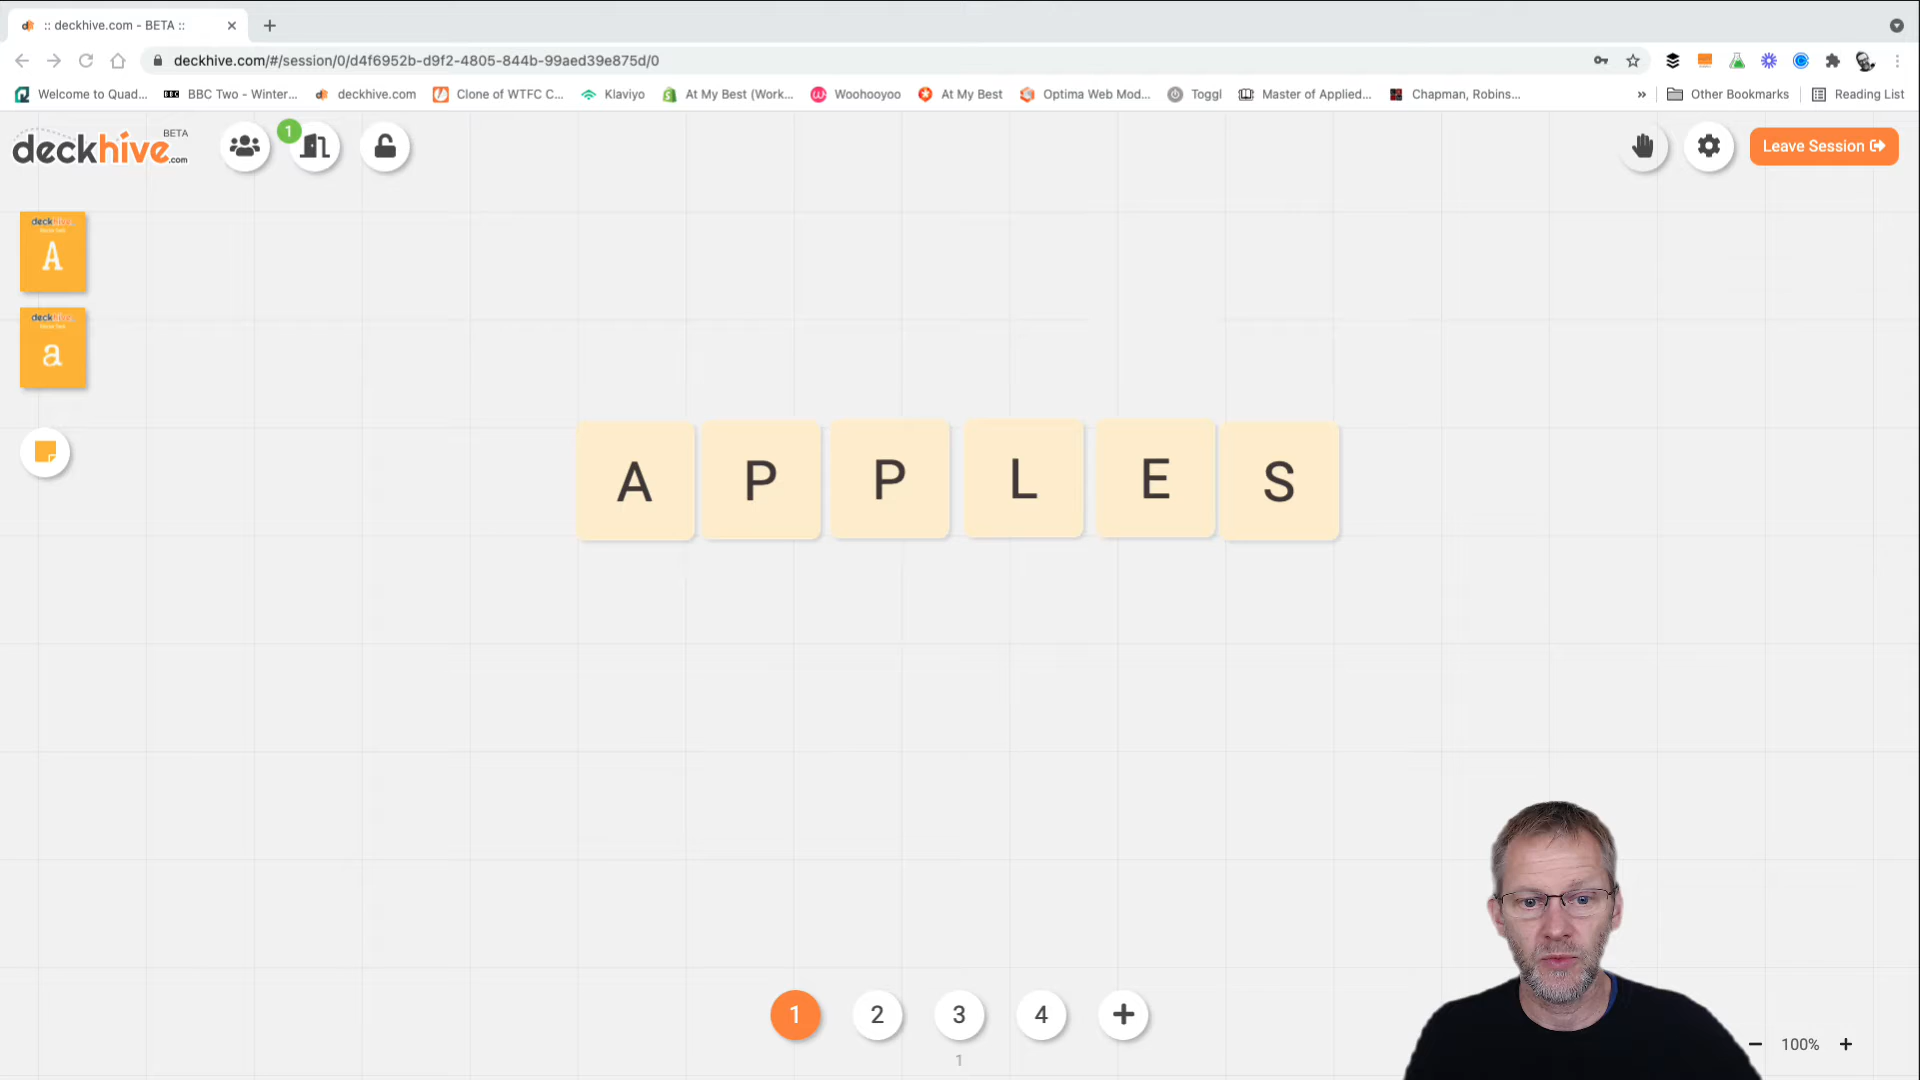 :: deckhive.com - BETA ::
deckhive.com/#/session/0/d4f6952b-d9f2-4805-844b-99aed39e875d/0
Welcome to Quad... BBC Two - Winter... deckhive.com Clone of WTFC C... Klaviyo At My Best (Work... Woohooyoo At My Best Optima Web Mod... Toggl Master of Applied... Chapman, Robins... » Other Bookmarks Reading List
deckhive.com BETA
1
Leave Session
deckhive
A
deckhive
a
A P P L E S
1 2 3 4 +
1
− 100% +